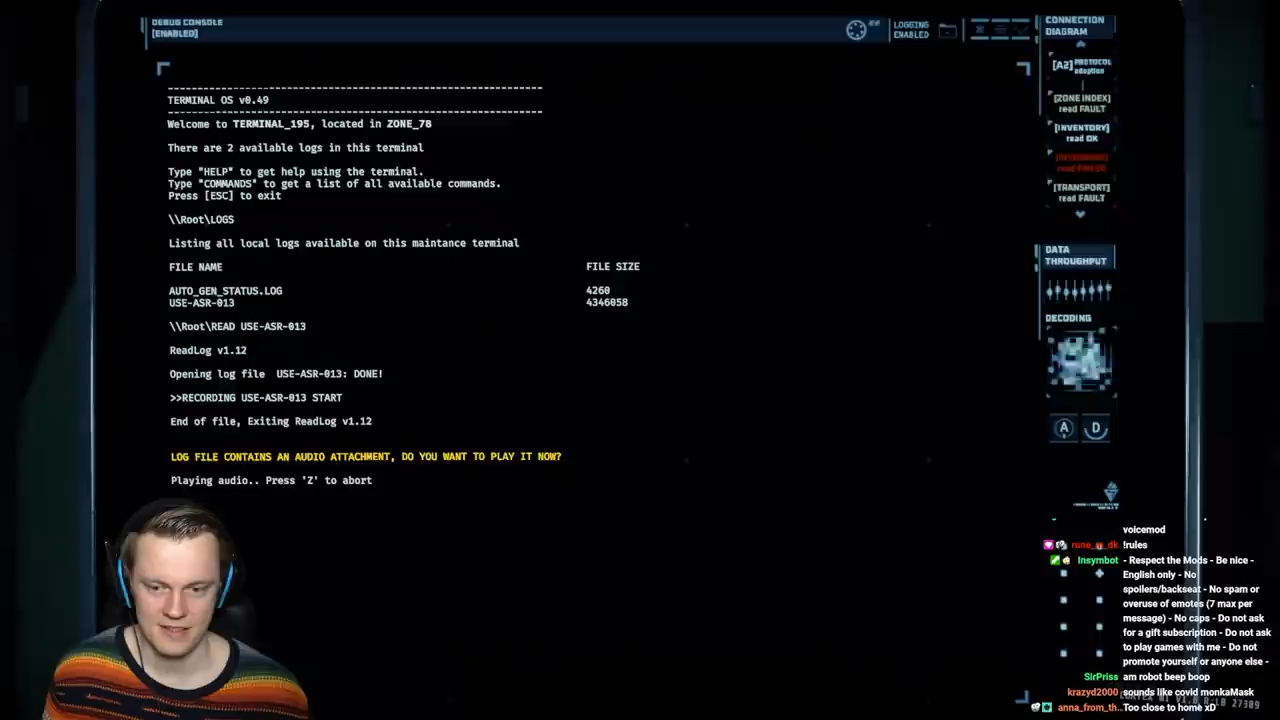 DEBUG CONSOLE
[ENABLED]
LOGGING
ENABLED
CONNECTION
DIAGRAM
[A2] PROTOCOL
adaption
[ZONE INDEX]
read FAULT
[INVENTORY]
read OK
read FAILED
[TRANSPORT]
read FAULT
DATA
THROUGHPUT
DECODING
A D
------------------------------------------------------------
TERMINAL OS v0.49
------------------------------------------------------------
Welcome to TERMINAL_195, located in ZONE_78
There are 2 available logs in this terminal
Type "HELP" to get help using the terminal.
Type "COMMANDS" to get a list of all available commands.
Press [ESC] to exit
\\Root\LOGS
Listing all local logs available on this maintance terminal
FILE NAME FILE SIZE
AUTO_GEN_STATUS.LOG 4260
USE-ASR-013 4346058
\\Root\READ USE-ASR-013
ReadLog v1.12
Opening log file  USE-ASR-013: DONE!
>>RECORDING USE-ASR-013 START
End of file, Exiting ReadLog v1.12
LOG FILE CONTAINS AN AUDIO ATTACHMENT, DO YOU WANT TO PLAY IT NOW?
Playing audio.. Press 'Z' to abort
voicemod
!rules
Insymbot - Respect the Mods - Be nice -
English only - No
spoilers/backseat - No spam or
overuse of emotes (7 max per
message) - No caps - Do not ask
for a gift subscription - Do not ask
to play games with me - Do not
promote yourself or anyone else -
SirPriss am robot beep boop
krazyd2000 sounds like covid monkaMask
anna_from_th... Too close to home xD